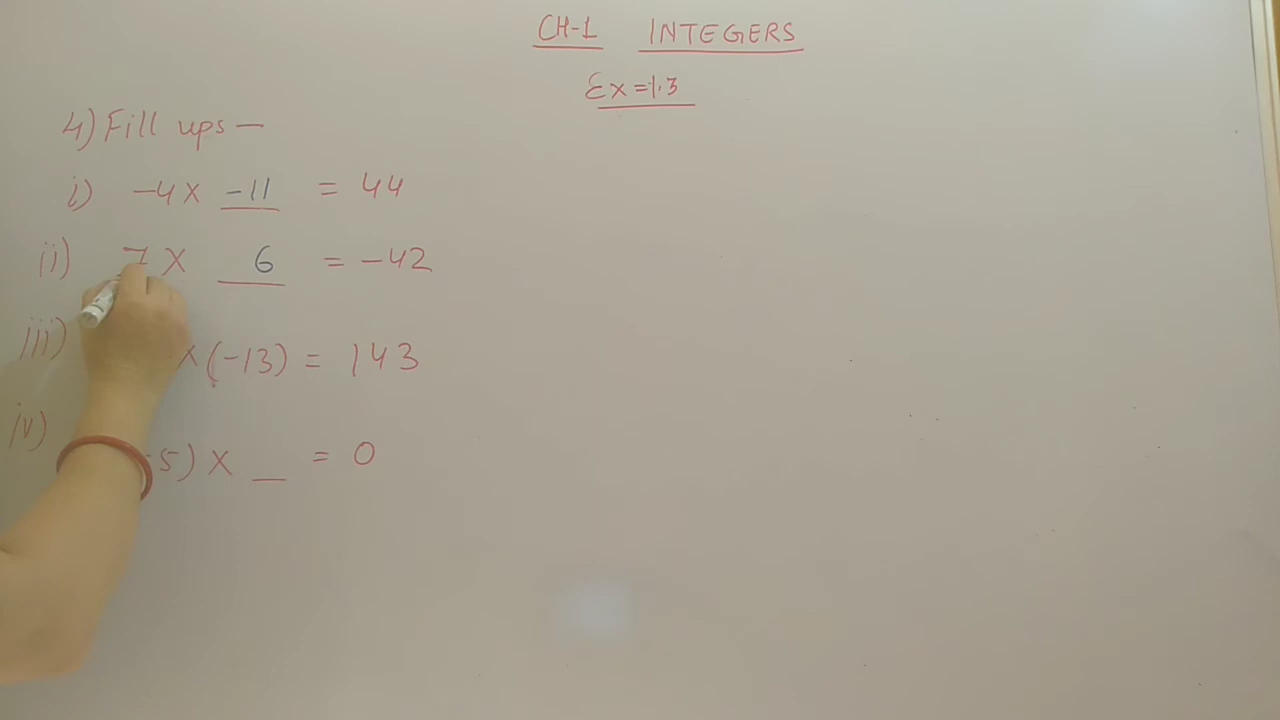 CH-1 INTEGERS
Ex=1.3
4) Fill ups —
i) -4 × -11 = 44
ii) 7 × 6 = -42
iii) × (-13) = 143
iv) 5) × __ = 0